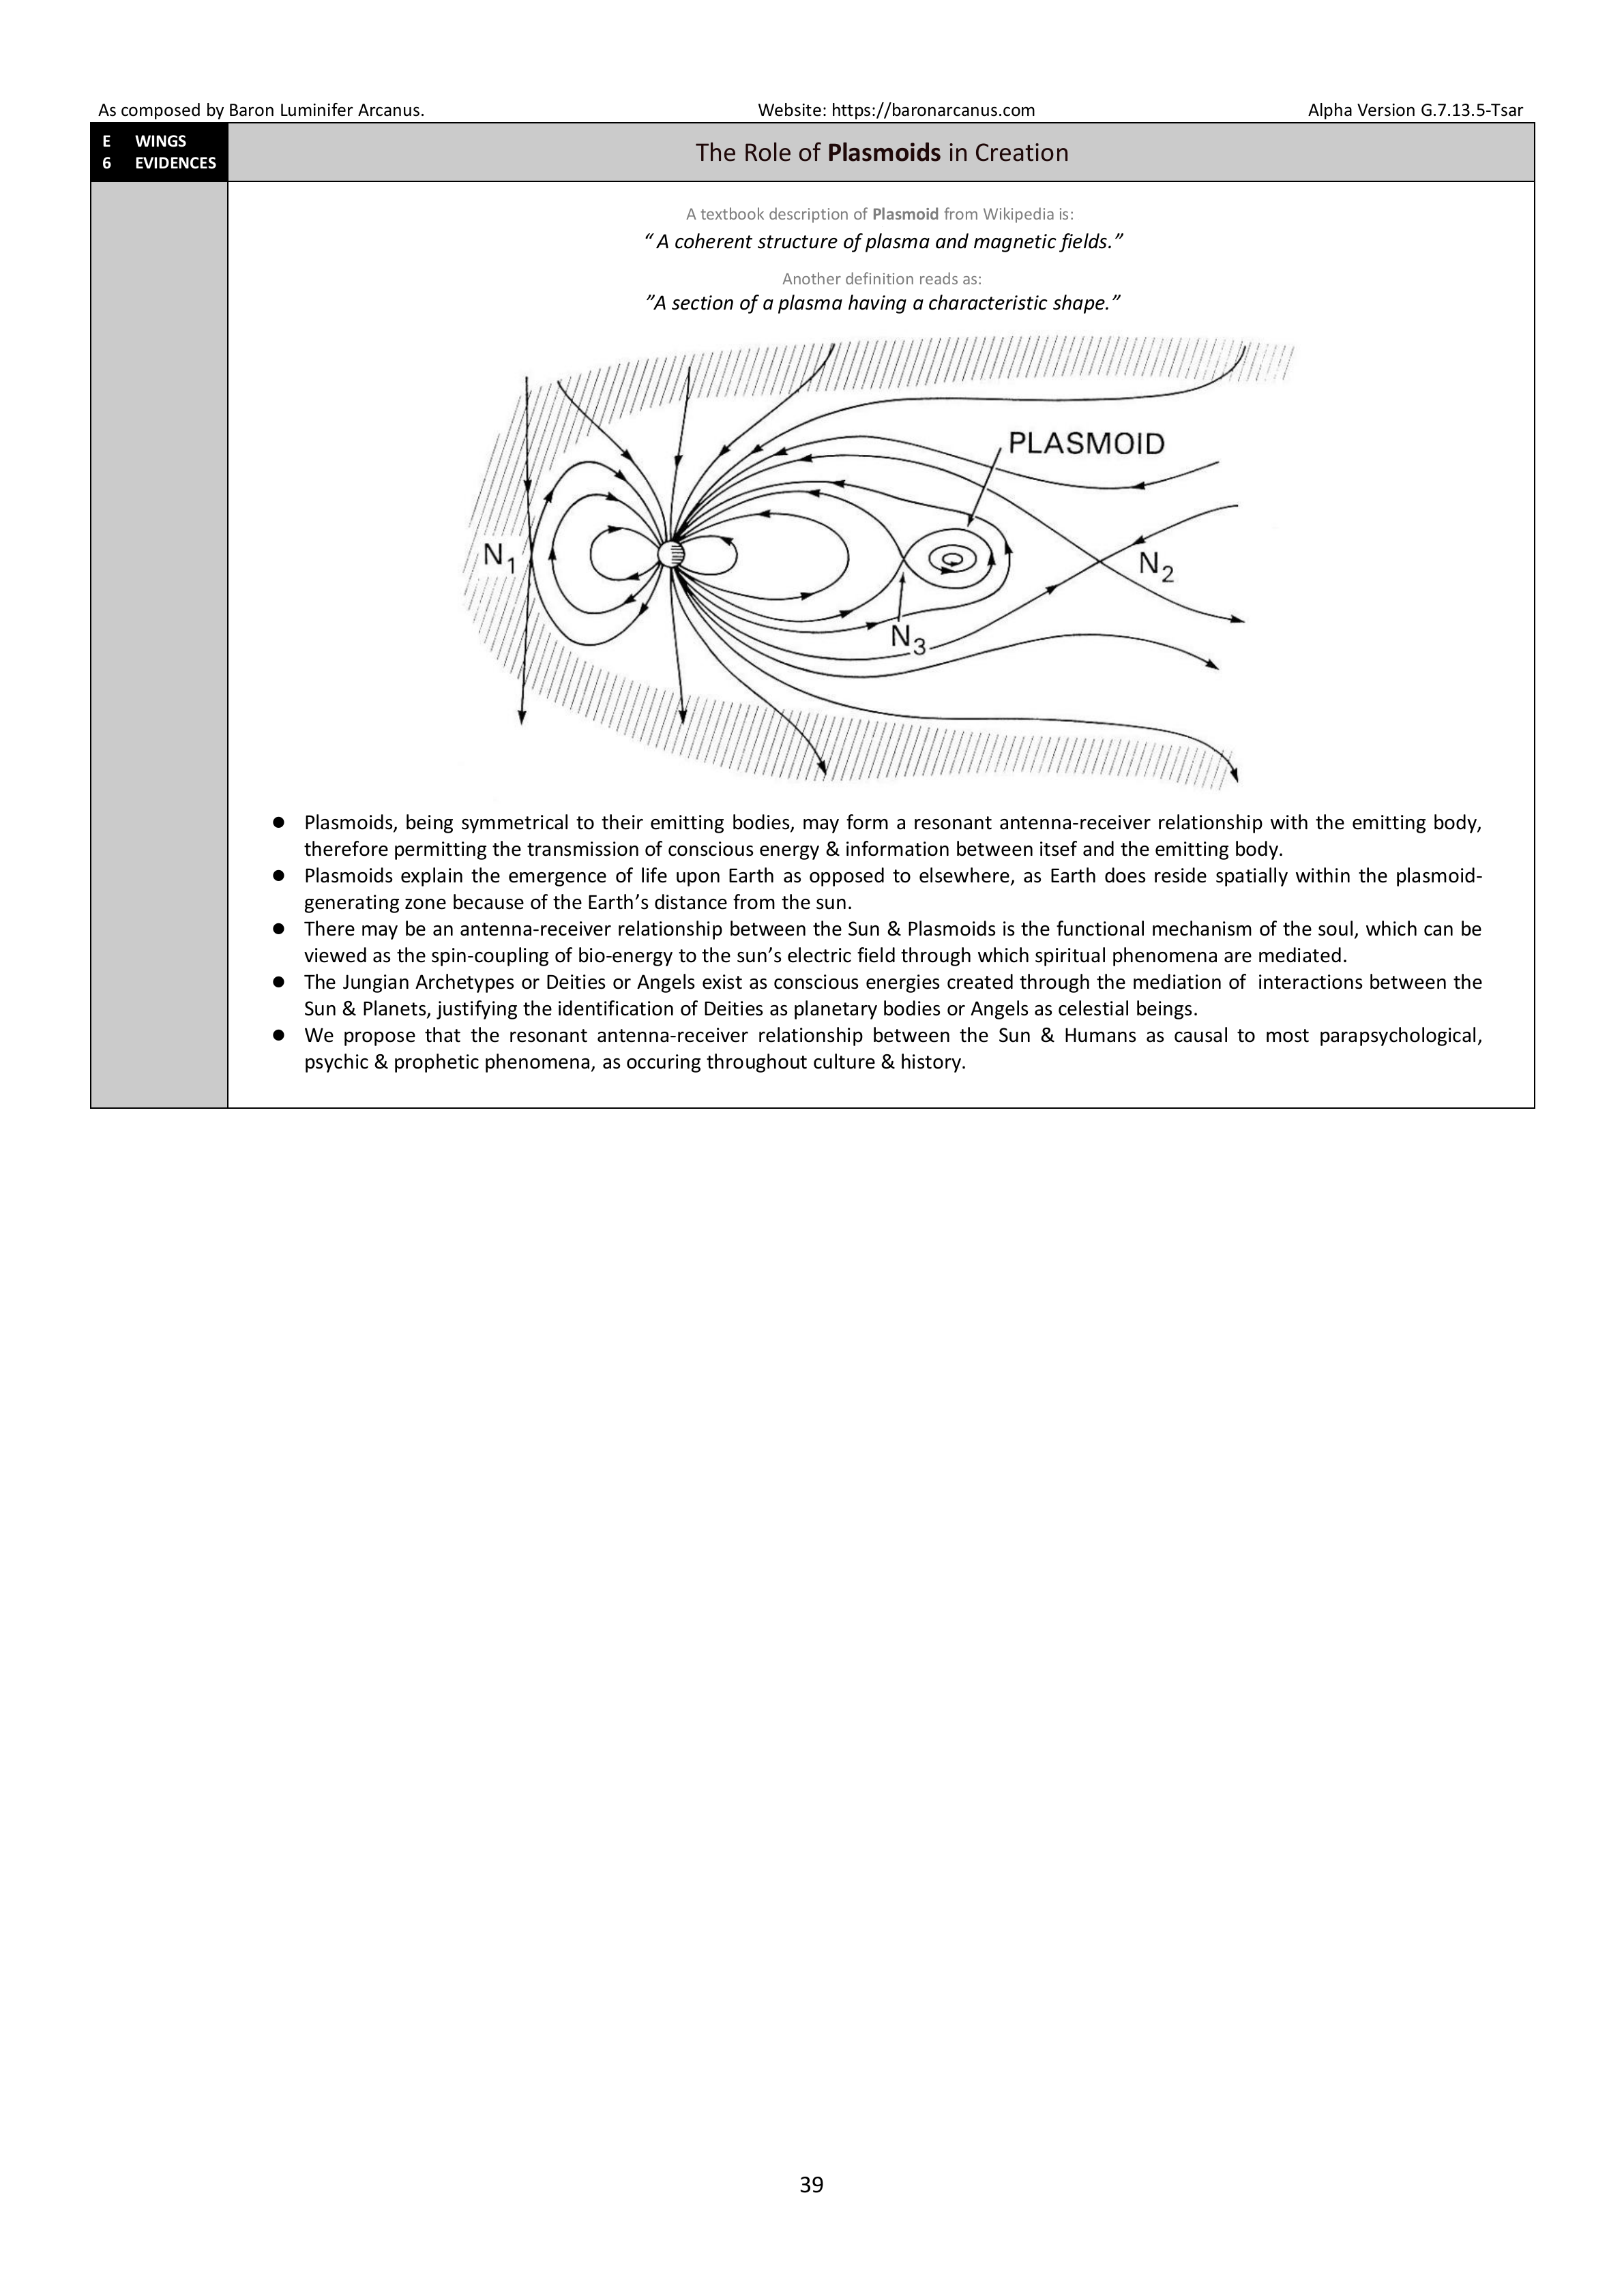 As composed by Baron Luminifer Arcanus. Website: https://baronarcanus.com Alpha Version G.7.13.5-Tsar
E WINGS
6 EVIDENCES
The Role of Plasmoids in Creation
A textbook description of Plasmoid from Wikipedia is:
“ A coherent structure of plasma and magnetic fields.”
Another definition reads as:
”A section of a plasma having a characteristic shape.”
PLASMOID
N1
N2
N3
● Plasmoids, being symmetrical to their emitting bodies, may form a resonant antenna-receiver relationship with the emitting body,
therefore permitting the transmission of conscious energy & information between itsef and the emitting body.
● Plasmoids explain the emergence of life upon Earth as opposed to elsewhere, as Earth does reside spatially within the plasmoid-
generating zone because of the Earth’s distance from the sun.
● There may be an antenna-receiver relationship between the Sun & Plasmoids is the functional mechanism of the soul, which can be
viewed as the spin-coupling of bio-energy to the sun’s electric field through which spiritual phenomena are mediated.
● The Jungian Archetypes or Deities or Angels exist as conscious energies created through the mediation of interactions between the
Sun & Planets, justifying the identification of Deities as planetary bodies or Angels as celestial beings.
● We propose that the resonant antenna-receiver relationship between the Sun & Humans as causal to most parapsychological,
psychic & prophetic phenomena, as occuring throughout culture & history.
39